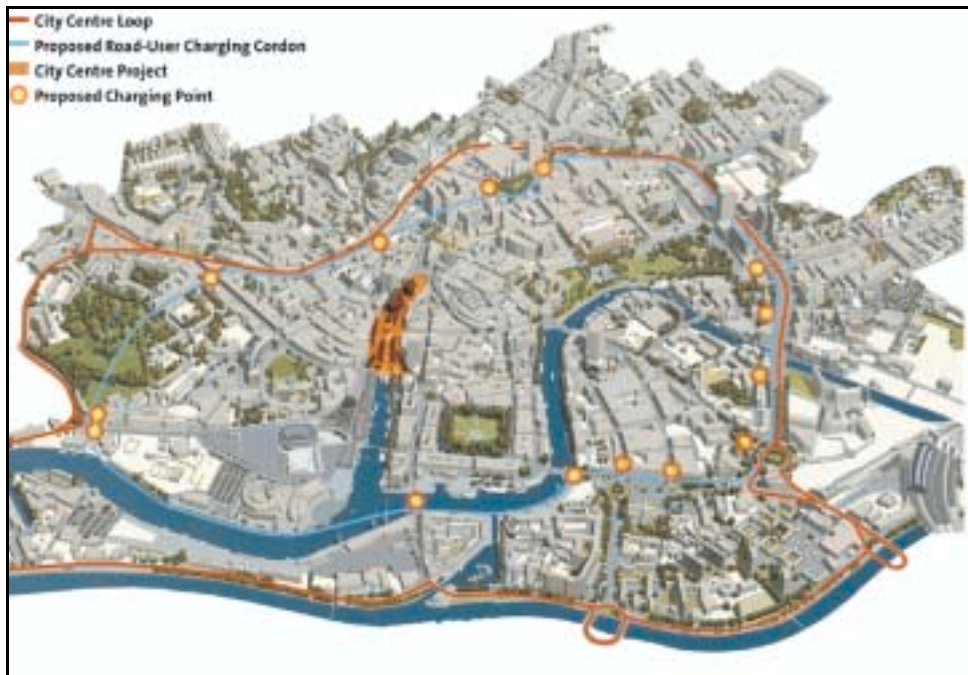 City Centre Loop
Proposed Road-User Charging Cordon
City Centre Project
Proposed Charging Point